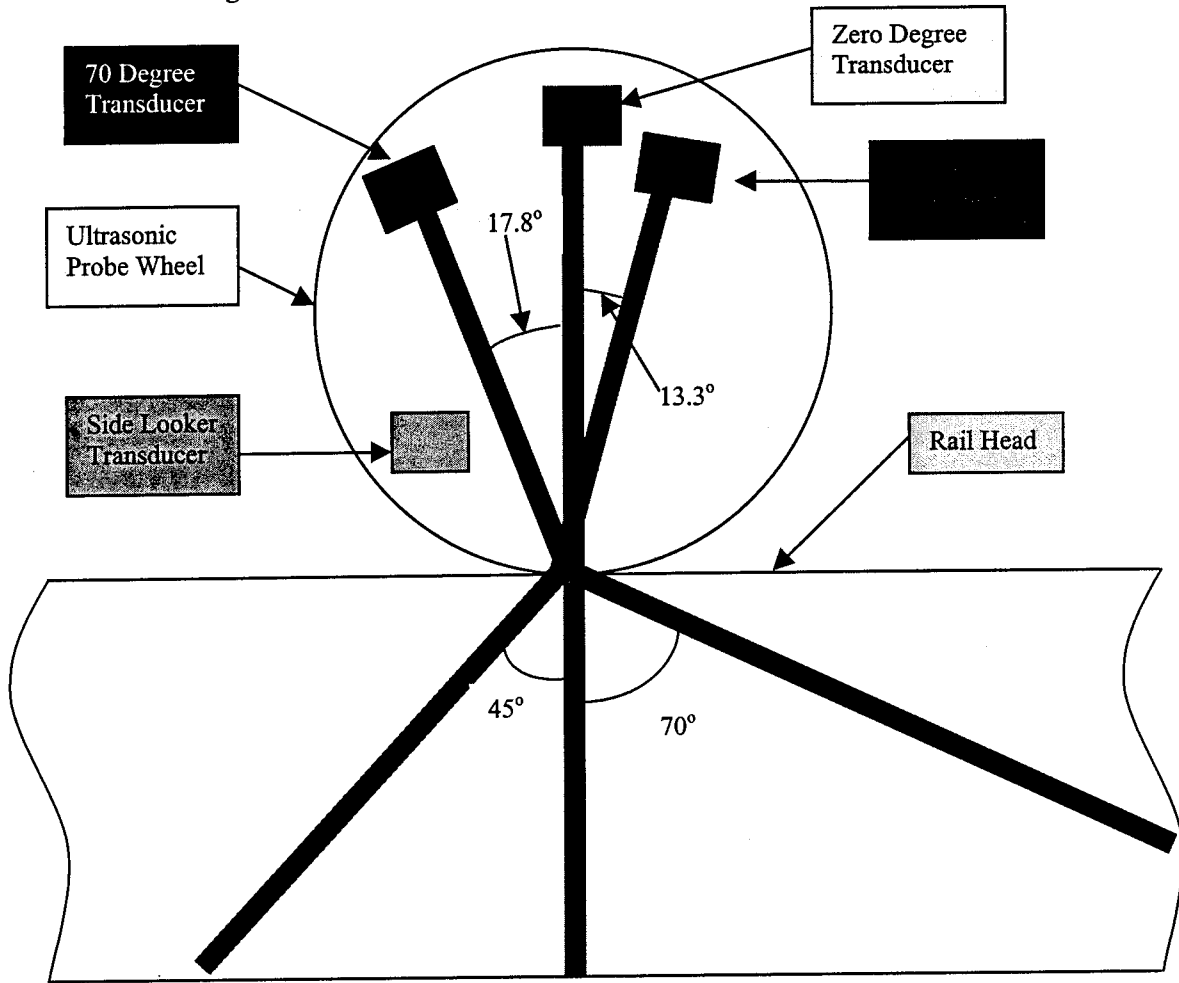 70 Degree
Transducer
Zero Degree
Transducer
Ultrasonic
Probe Wheel
17.8°
13.3°
Side Looker
Transducer
Rail Head
45°
70°